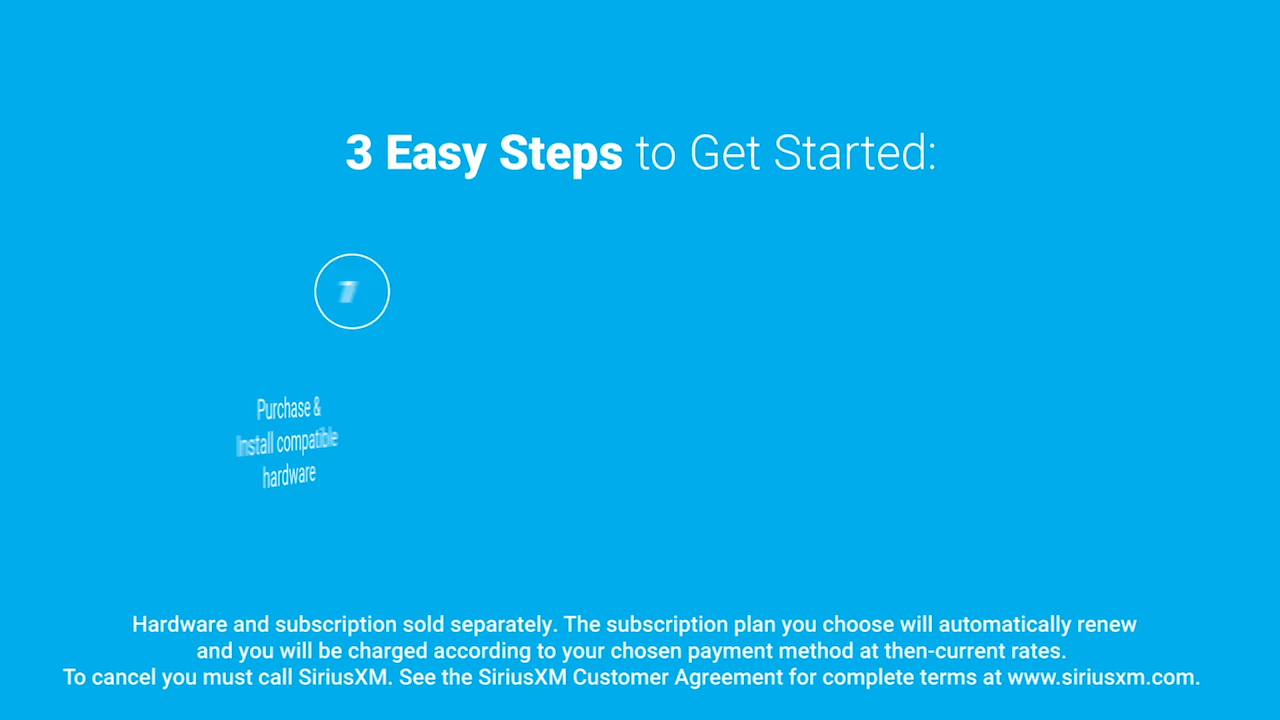 3 Easy Steps to Get Started:
1
Purchase &
Install compatible
hardware
Hardware and subscription sold separately. The subscription plan you choose will automatically renew
and you will be charged according to your chosen payment method at then-current rates.
To cancel you must call SiriusXM. See the SiriusXM Customer Agreement for complete terms at www.siriusxm.com.